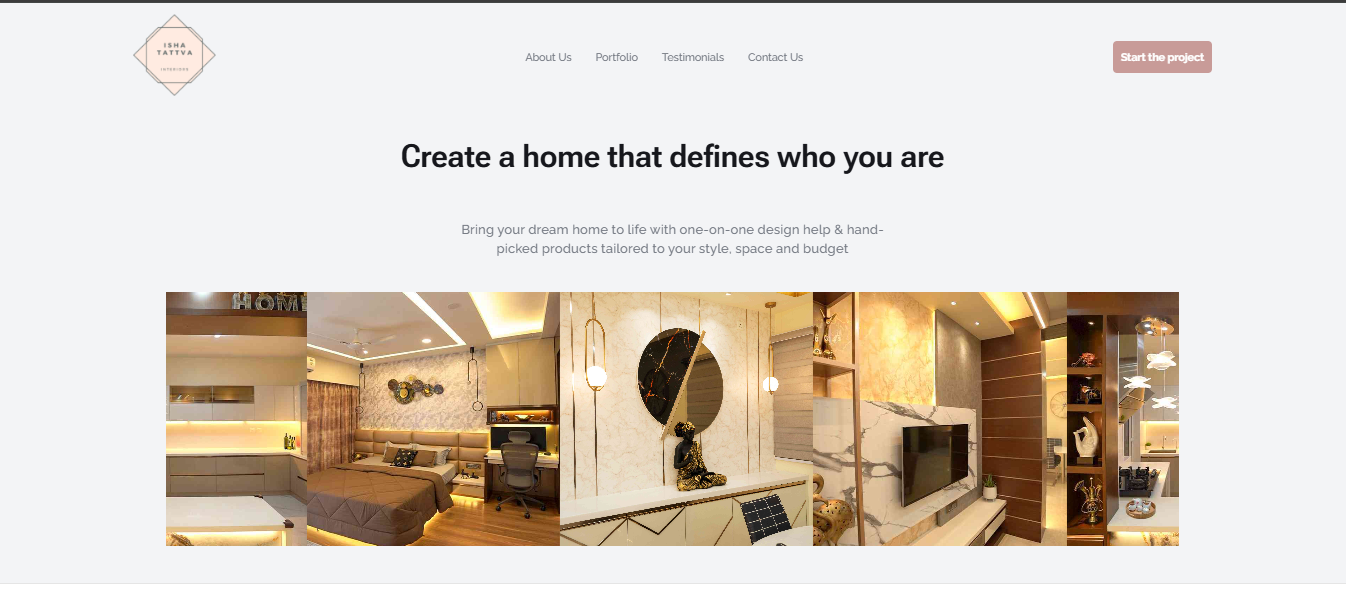 ISHA
TATTVA
INTERIORS
About Us
Portfolio
Testimonials
Contact Us
Start the project
Create a home that defines who you are
Bring your dream home to life with one-on-one design help & hand-
picked products tailored to your style, space and budget
HOME